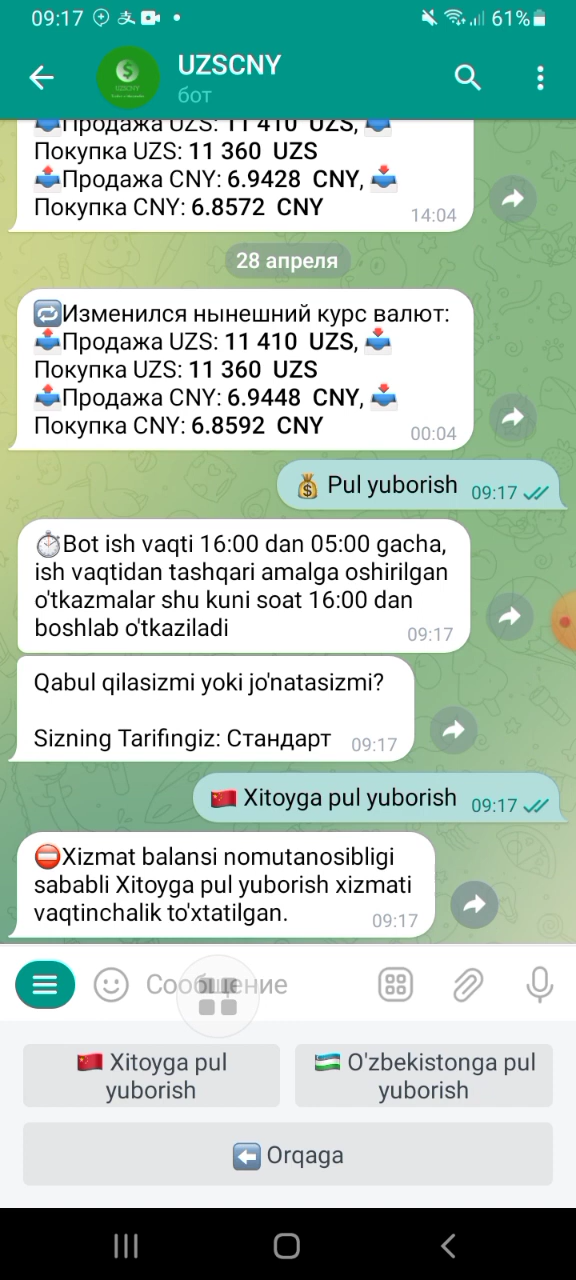 09:17
61%
UZSCNY
бот
Продажа UZS: 11 410 UZS,
Покупка UZS: 11 360 UZS
Продажа CNY: 6.9428 CNY,
Покупка CNY: 6.8572 CNY
14:04
28 апреля
Изменился нынешний курс валют:
Продажа UZS: 11 410 UZS,
Покупка UZS: 11 360 UZS
Продажа CNY: 6.9448 CNY,
Покупка CNY: 6.8592 CNY
00:04
Pul yuborish 09:17
Bot ish vaqti 16:00 dan 05:00 gacha,
ish vaqtidan tashqari amalga oshirilgan
o'tkazmalar shu kuni soat 16:00 dan
boshlab o'tkaziladi
09:17
Qabul qilasizmi yoki jo'natasizmi?
Sizning Tarifingiz: Стандарт 09:17
Xitoyga pul yuborish 09:17
Xizmat balansi nomutanosibligi
sababli Xitoyga pul yuborish xizmati
vaqtinchalik to'xtatilgan.
09:17
Сообщение
Xitoyga pul
yuborish
O'zbekistonga pul
yuborish
Orqaga